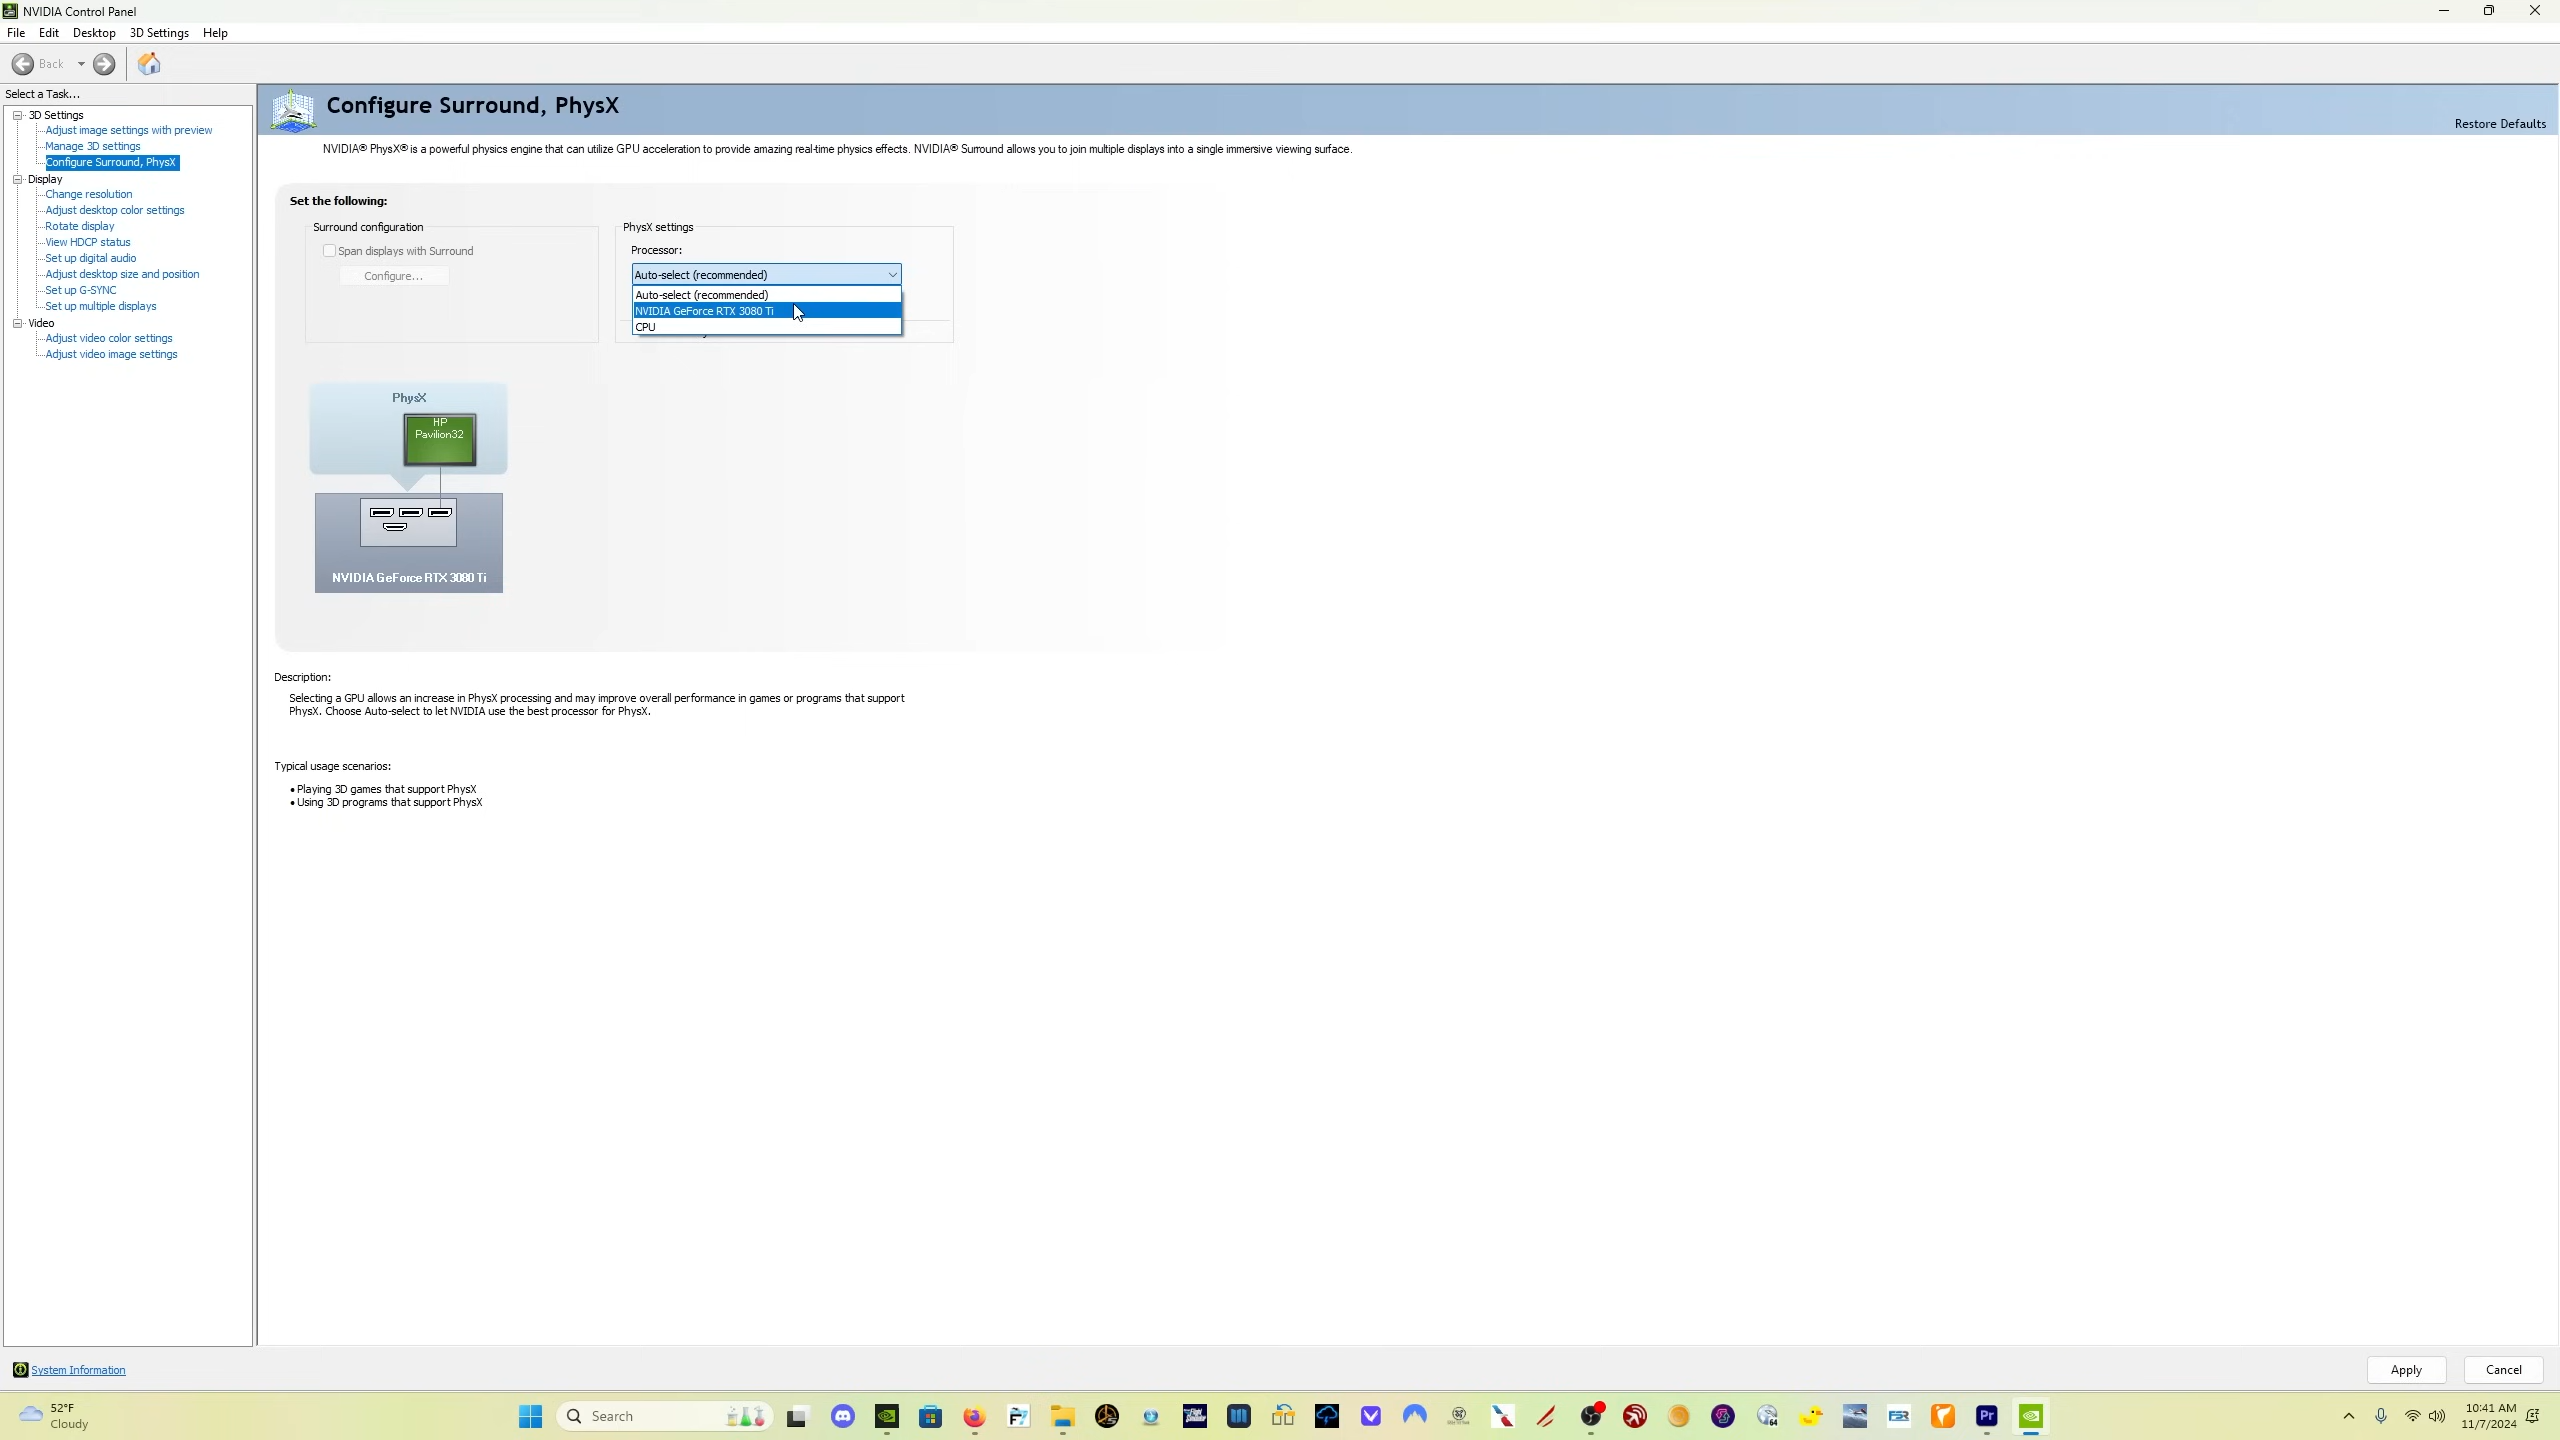 NVIDIA Control Panel
File Edit Desktop 3D Settings Help
Back
Select a Task...
3D Settings
Adjust image settings with preview
Manage 3D settings
Configure Surround, PhysX
Display
Change resolution
Adjust desktop color settings
Rotate display
View HDCP status
Set up digital audio
Adjust desktop size and position
Set up G-SYNC
Set up multiple displays
Video
Adjust video color settings
Adjust video image settings
Configure Surround, PhysX
Restore Defaults
NVIDIA® PhysX® is a powerful physics engine that can utilize GPU acceleration to provide amazing real-time physics effects. NVIDIA® Surround allows you to join multiple displays into a single immersive viewing surface.
Set the following:
Surround configuration
Span displays with Surround
Configure...
PhysX settings
Processor:
Auto-select (recommended)
Auto-select (recommended)
NVIDIA GeForce RTX 3080 Ti
CPU
PhysX
HP
Pavilion32
NVIDIA GeForce RTX 3080 Ti
Description:
Selecting a GPU allows an increase in PhysX processing and may improve overall performance in games or programs that support
PhysX. Choose Auto-select to let NVIDIA use the best processor for PhysX.
Typical usage scenarios:
• Playing 3D games that support PhysX
• Using 3D programs that support PhysX
System Information
Apply
Cancel
52°F
Cloudy
Search
64
FSR
Pr
10:41 AM
11/7/2024